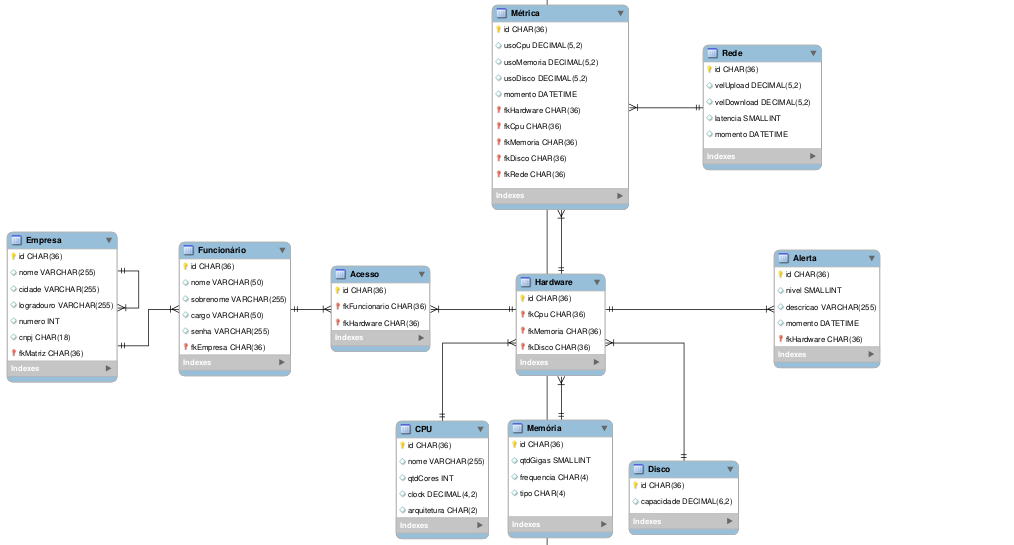 Métrica
id CHAR(36)
usoCpu DECIMAL(5,2)
usoMemoria DECIMAL(5,2)
usoDisco DECIMAL(5,2)
momento DATETIME
fkHardware CHAR(36)
fkCpu CHAR(36)
fkMemoria CHAR(36)
fkDisco CHAR(36)
fkRede CHAR(36)
Indexes
Rede
id CHAR(36)
velUpload DECIMAL(5,2)
velDownload DECIMAL(5,2)
latencia SMALLINT
momento DATETIME
Indexes
Empresa
id CHAR(36)
nome VARCHAR(255)
cidade VARCHAR(255)
logradouro VARCHAR(255)
numero INT
cnpj CHAR(18)
fkMatriz CHAR(36)
Indexes
Funcionário
id CHAR(36)
nome VARCHAR(50)
sobrenome VARCHAR(255)
cargo VARCHAR(50)
senha VARCHAR(255)
fkEmpresa CHAR(36)
Indexes
Acesso
id CHAR(36)
fkFuncionario CHAR(36)
fkHardware CHAR(36)
Indexes
Hardware
id CHAR(36)
fkCpu CHAR(36)
fkMemoria CHAR(36)
fkDisco CHAR(36)
Indexes
Alerta
id CHAR(36)
nivel SMALLINT
descricao VARCHAR(255)
momento DATETIME
fkHardware CHAR(36)
Indexes
CPU
id CHAR(36)
nome VARCHAR(255)
qtdCores INT
clock DECIMAL(4,2)
arquitetura CHAR(2)
Indexes
Memória
id CHAR(36)
qtdGigas SMALLINT
frequencia CHAR(4)
tipo CHAR(4)
Indexes
Disco
id CHAR(36)
capacidade DECIMAL(6,2)
Indexes